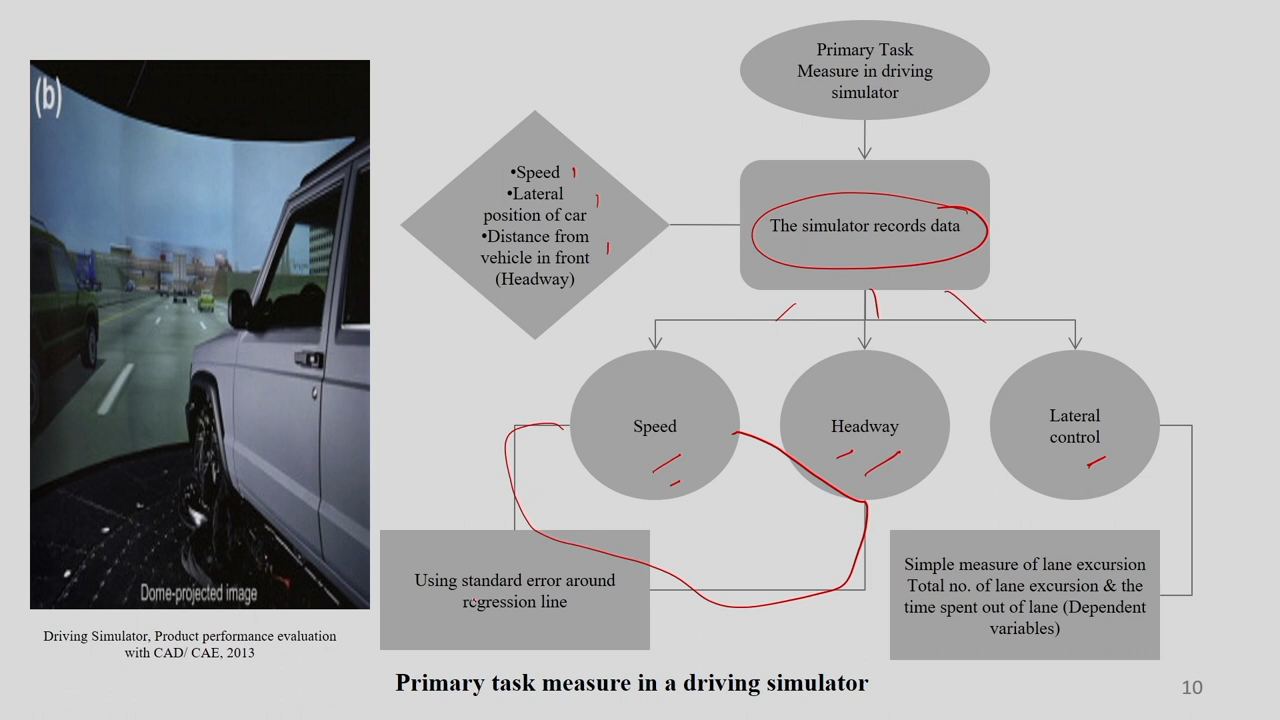 (b)
Dome-projected image
Driving Simulator, Product performance evaluation
with CAD/ CAE, 2013
Primary Task
Measure in driving
simulator
•Speed
•Lateral
position of car
•Distance from
vehicle in front
(Headway)
The simulator records data
Speed
Headway
Lateral
control
Using standard error around
regression line
Simple measure of lane excursion
Total no. of lane excursion & the
time spent out of lane (Dependent
variables)
Primary task measure in a driving simulator
10